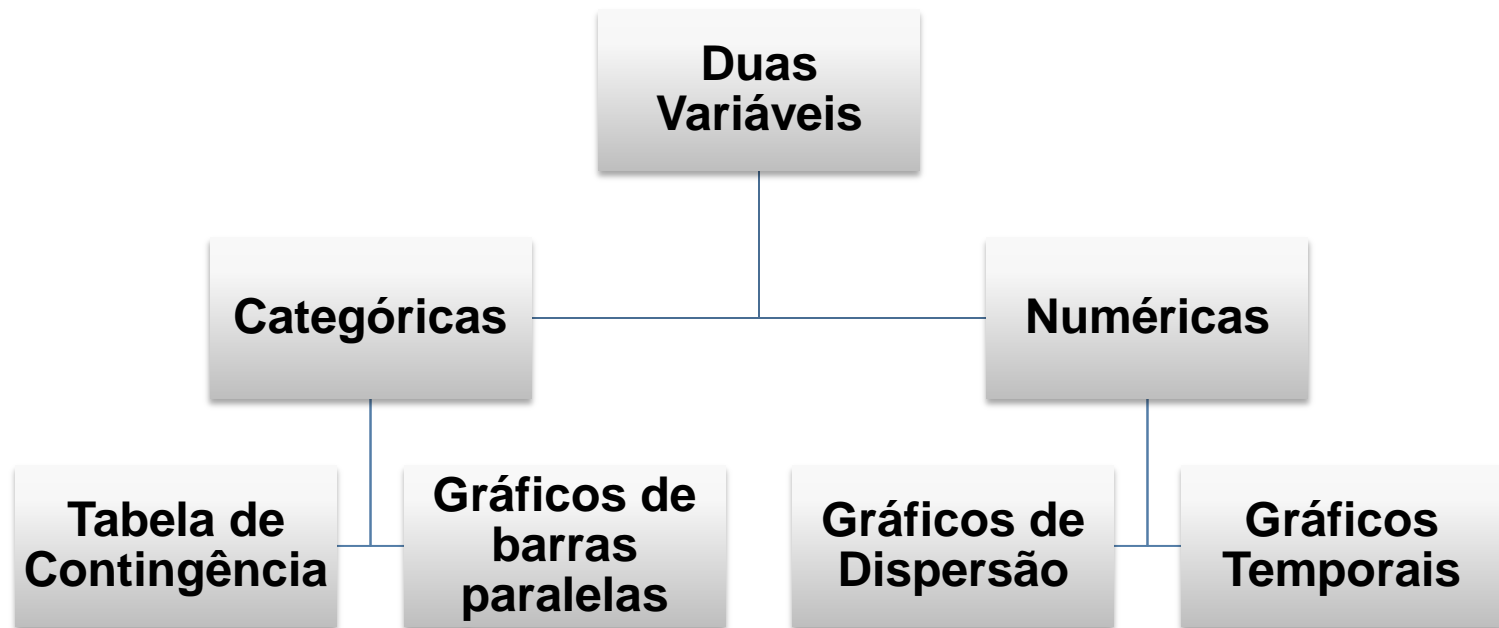 Duas
Variáveis
Categóricas
Numéricas
Tabela de
Contingência
Gráficos de
barras
paralelas
Gráficos de
Dispersão
Gráficos
Temporais